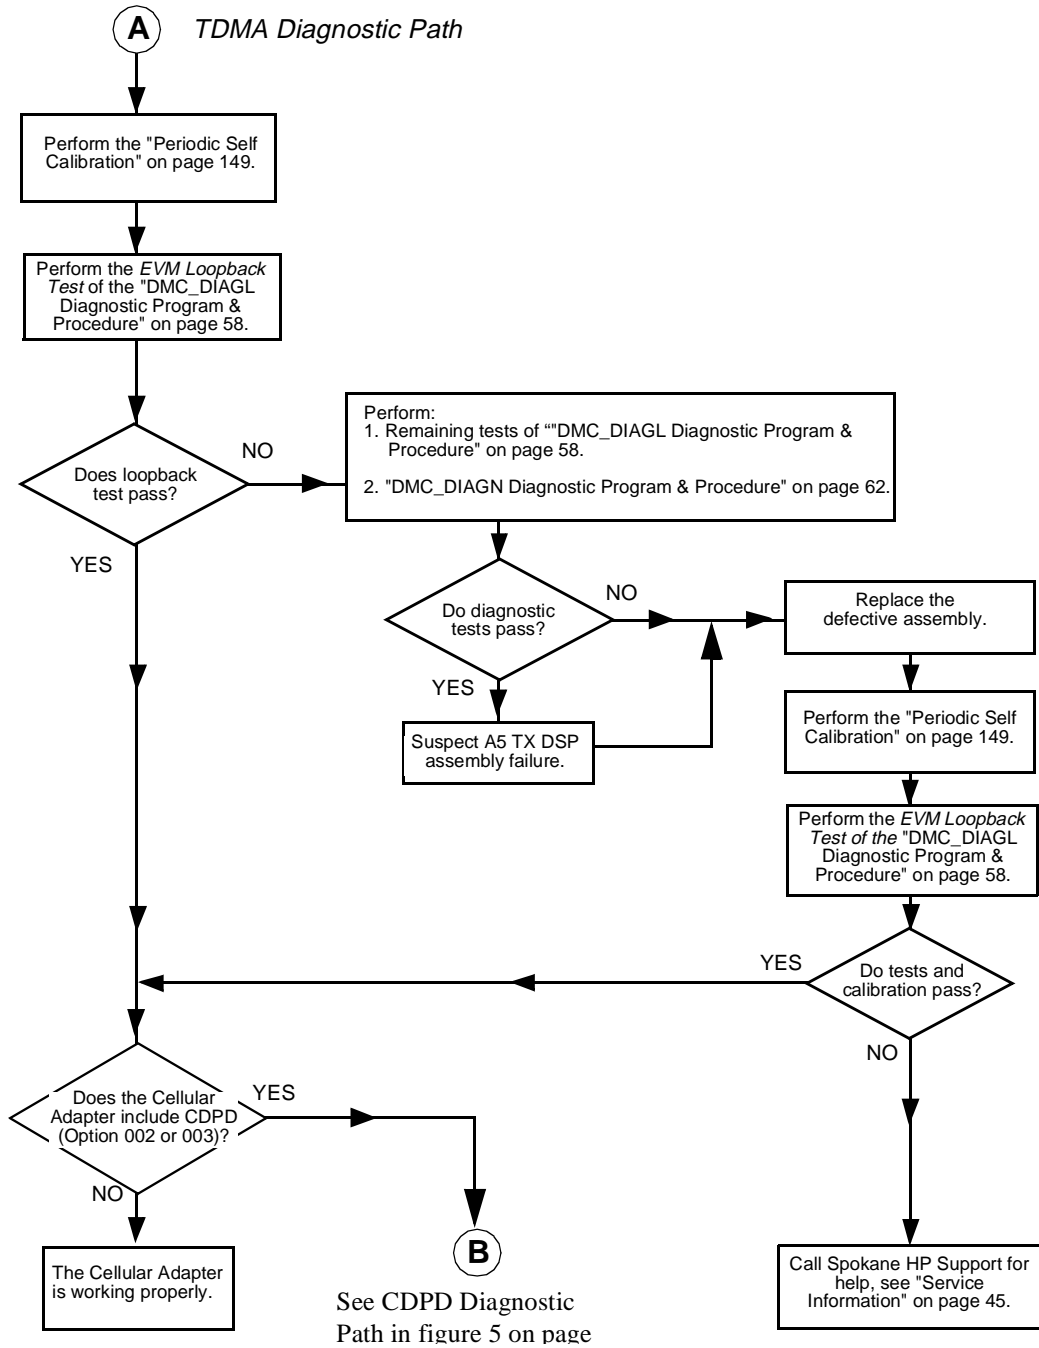 A
TDMA Diagnostic Path
Perform the "Periodic Self
Calibration" on page 149.
Perform the EVM Loopback
Test of the "DMC_DIAGL
Diagnostic Program &
Procedure" on page 58.
Does loopback
test pass?
NO
YES
Perform:
1. Remaining tests of “"DMC_DIAGL Diagnostic Program &
Procedure" on page 58.
2. "DMC_DIAGN Diagnostic Program & Procedure" on page 62.
Do diagnostic
tests pass?
NO
YES
Suspect A5 TX DSP
assembly failure.
Replace the
defective assembly.
Perform the "Periodic Self
Calibration" on page 149.
Perform the EVM Loopback
Test of the "DMC_DIAGL
Diagnostic Program &
Procedure" on page 58.
Do tests and
calibration pass?
YES
NO
Does the Cellular
Adapter include CDPD
(Option 002 or 003)?
YES
NO
The Cellular Adapter
is working properly.
B
See CDPD Diagnostic
Path in figure 5 on page
Call Spokane HP Support for
help, see "Service
Information" on page 45.